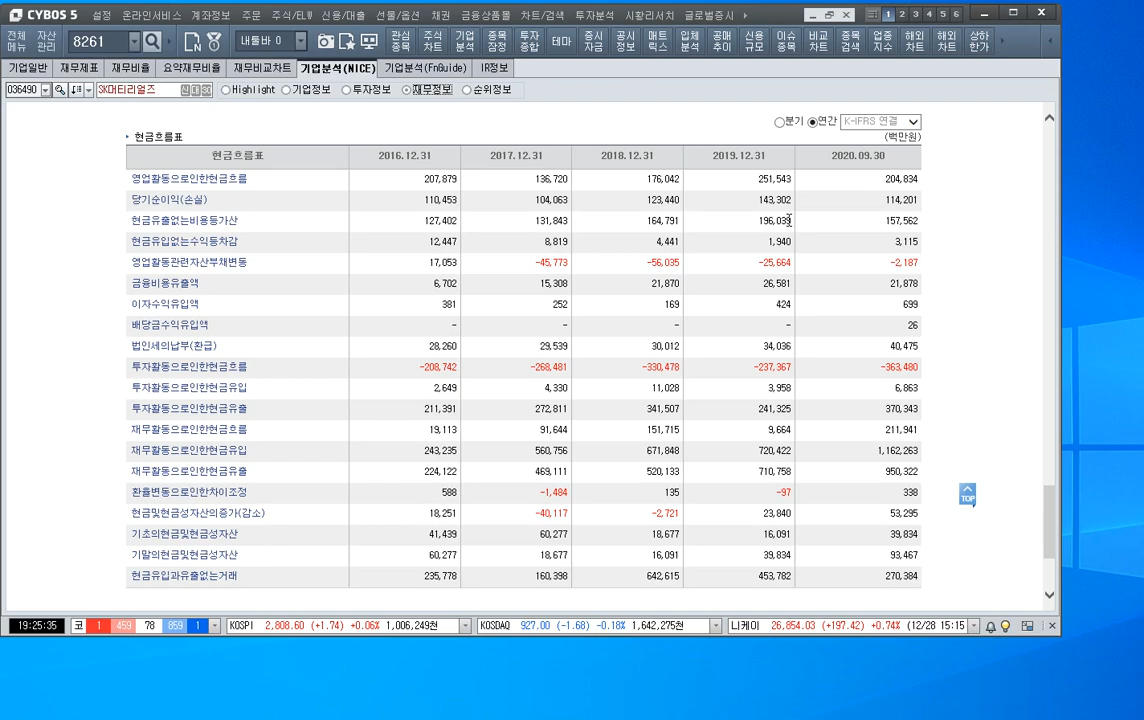 CYBOS 5 설정 온라인서비스 계좌정보 주문 주식/ELW 신용/대출 선물/옵션 채권 금융상품몰 차트/검색 투자분석 시황리서치 글로벌증시 1 2 3 4 5 6
전체메뉴 자산관리 8261 내툴바 0 관심종목 주식차트 기업분석 종목잠정 투자종합 테마 증시자금 공시정보 매트릭스 입체분석 공매추이 신용규모 이슈종목 비교차트 종목검색 업종지수 해외차트 해외차트 상하한가
기업일반 재무제표 재무비율 요약재무비율 재무비교차트 기업분석(NICE) 기업분석(FnGuide) IR정보
036490 SK머티리얼즈 신 대 30 Highlight 기업정보 투자정보 재무정보 순위정보
분기 연간 K-IFRS 연결
현금흐름표 (백만원)
현금흐름표 2016.12.31 2017.12.31 2018.12.31 2019.12.31 2020.09.30
영업활동으로인한현금흐름 207,879 136,720 176,042 251,543 204,834
당기순이익(손실) 110,453 104,063 123,440 143,302 114,201
현금유출없는비용등가산 127,402 131,843 164,791 196,039 157,562
현금유입없는수익등차감 12,447 8,819 4,441 1,940 3,115
영업활동관련자산부채변동 17,053 -45,773 -56,035 -25,664 -2,187
금융비용유출액 6,702 15,308 21,870 26,581 21,878
이자수익유입액 381 252 169 424 699
배당금수익유입액 - - - - 26
법인세의납부(환급) 28,260 29,539 30,012 34,036 40,475
투자활동으로인한현금흐름 -208,742 -268,481 -330,478 -237,367 -363,480
투자활동으로인한현금유입 2,649 4,330 11,028 3,958 6,863
투자활동으로인한현금유출 211,391 272,811 341,507 241,325 370,343
재무활동으로인한현금흐름 19,113 91,644 151,715 9,664 211,941
재무활동으로인한현금유입 243,235 560,756 671,848 720,422 1,162,263
재무활동으로인한현금유출 224,122 469,111 520,133 710,758 950,322
환율변동으로인한차이조정 588 -1,484 135 -97 338
현금및현금성자산의증가(감소) 18,251 -40,117 -2,721 23,840 53,295
기초의현금및현금성자산 41,439 60,277 18,677 16,091 39,834
기말의현금및현금성자산 60,277 18,677 16,091 39,834 93,467
현금유입과유출없는거래 235,778 160,398 642,615 453,782 270,384
TOP
19:25:35 코 1 459 78 859 1 KOSPI 2,808.60 (+1.74) +0.06% 1,006,249천 KOSDAQ 927.00 (-1.68) -0.18% 1,642,275천 니케이 26,854.03 (+197.42) +0.74% (12/28 15:15